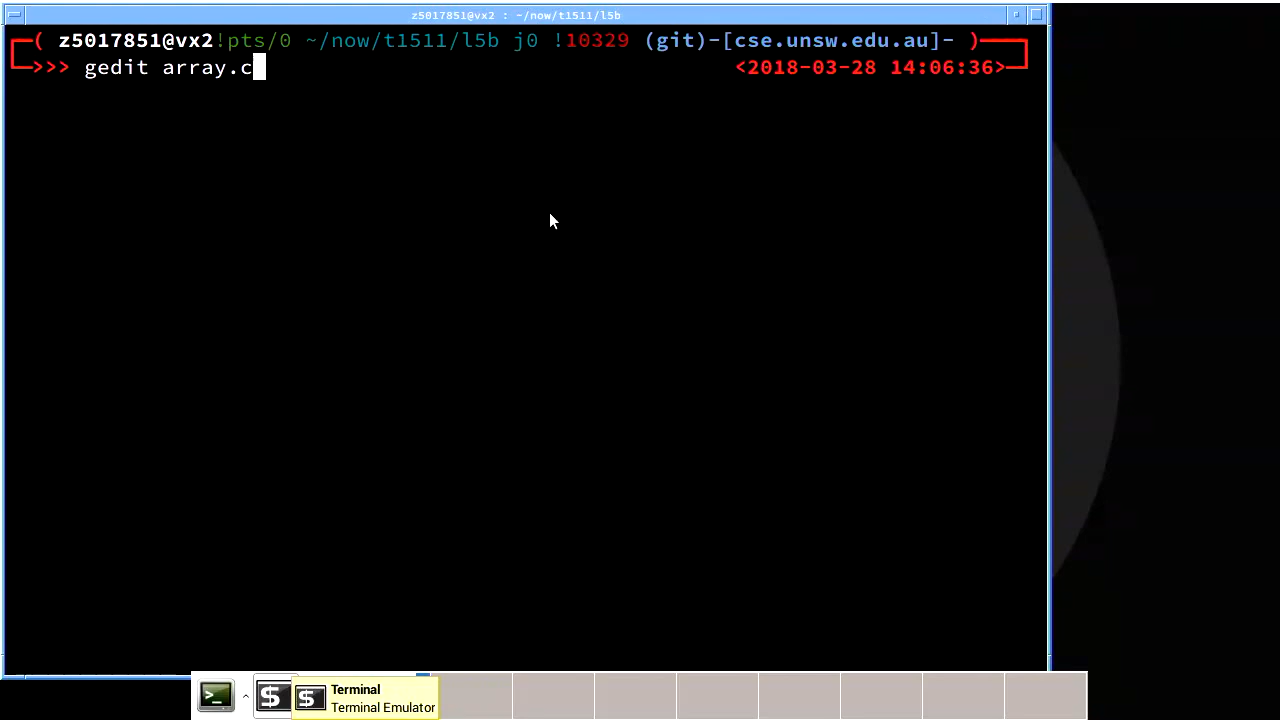 z5017851@vx2 : ~/now/t1511/l5b
( z5017851@vx2!pts/0 ~/now/t1511/l5b j0 !10329 (git)-[cse.unsw.edu.au]- )
>>> gedit array.c <2018-03-28 14:06:36>
Terminal
Terminal Emulator